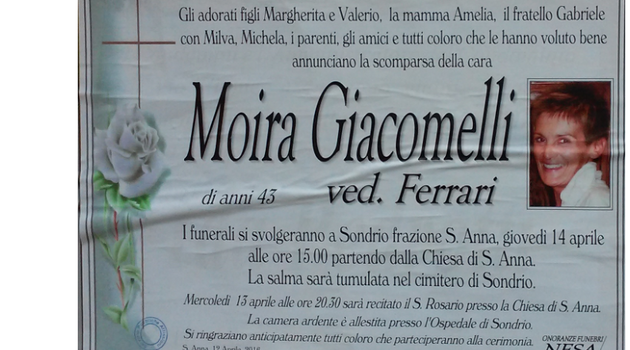 Gli adorati figli Margherita e Valerio, la mamma Amelia, il fratello Gabriele
con Milva, Michela, i parenti, gli amici e tutti coloro che le hanno voluto bene
annunciano la scomparsa della cara
Moira Giacomelli
di anni 43 ved. Ferrari
I funerali si svolgeranno a Sondrio frazione S. Anna, giovedi 14 aprile
alle ore 15.00 partendo dalla Chiesa di S. Anna.
La salma sarà tumulata nel cimitero di Sondrio.
Mercoledi 13 aprile alle ore 20.30 sarà recitato il S. Rosario presso la Chiesa di S. Anna.
La camera ardente è allestita presso l'Ospedale di Sondrio.
Si ringraziano anticipatamente tutti coloro che parteciperanno alla cerimonia.
ONORANZE FUNEBRI
S. Anna, 12 Aprile